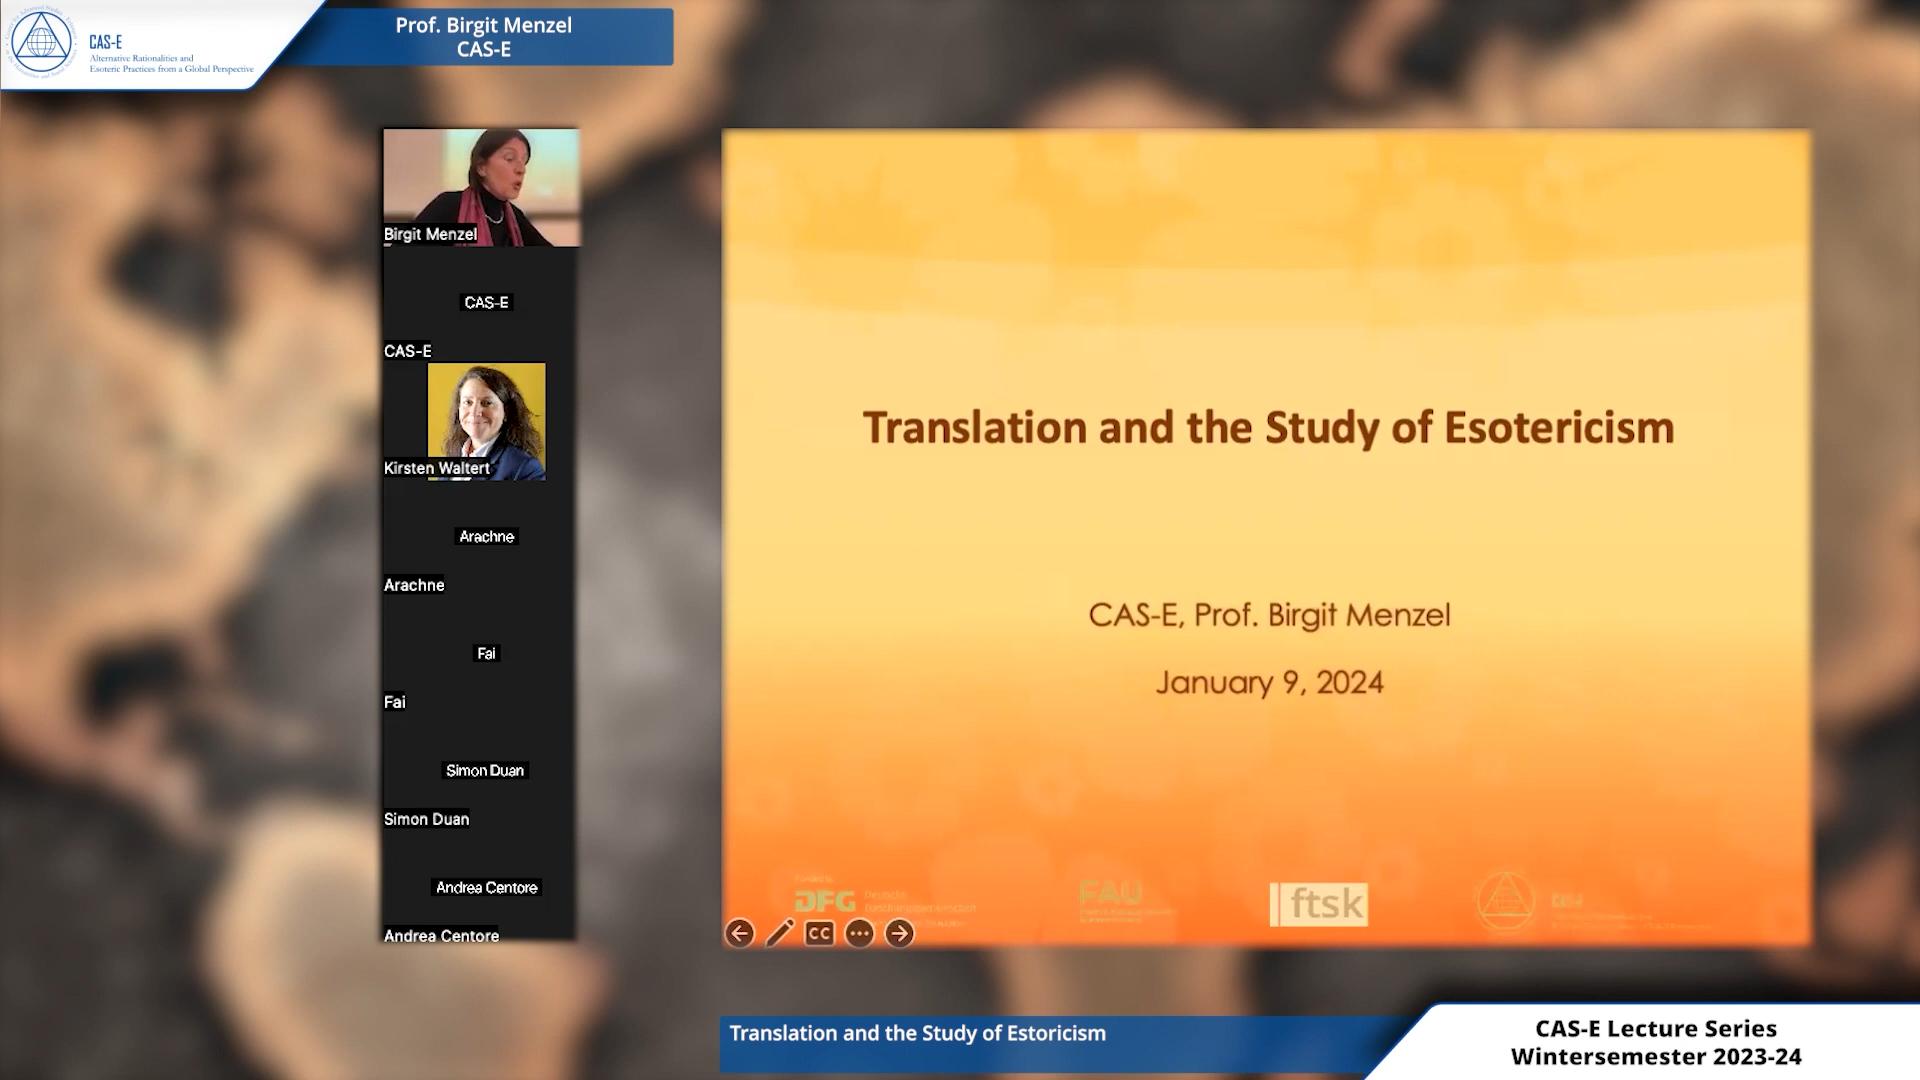 CAS-E
Alternative Rationalities and
Esoteric Practices from a Global Perspective
Prof. Birgit Menzel
CAS-E
Birgit Menzel
CAS-E
CAS-E
Kirsten Waltert
Arachne
Arachne
Fai
Fai
Simon Duan
Simon Duan
Andrea Centore
Andrea Centore
Translation and the Study of Esotericism
CAS-E, Prof. Birgit Menzel
January 9, 2024
DFG
FAU
ftsk
CC
Translation and the Study of Estoricism
CAS-E Lecture Series
Wintersemester 2023-24